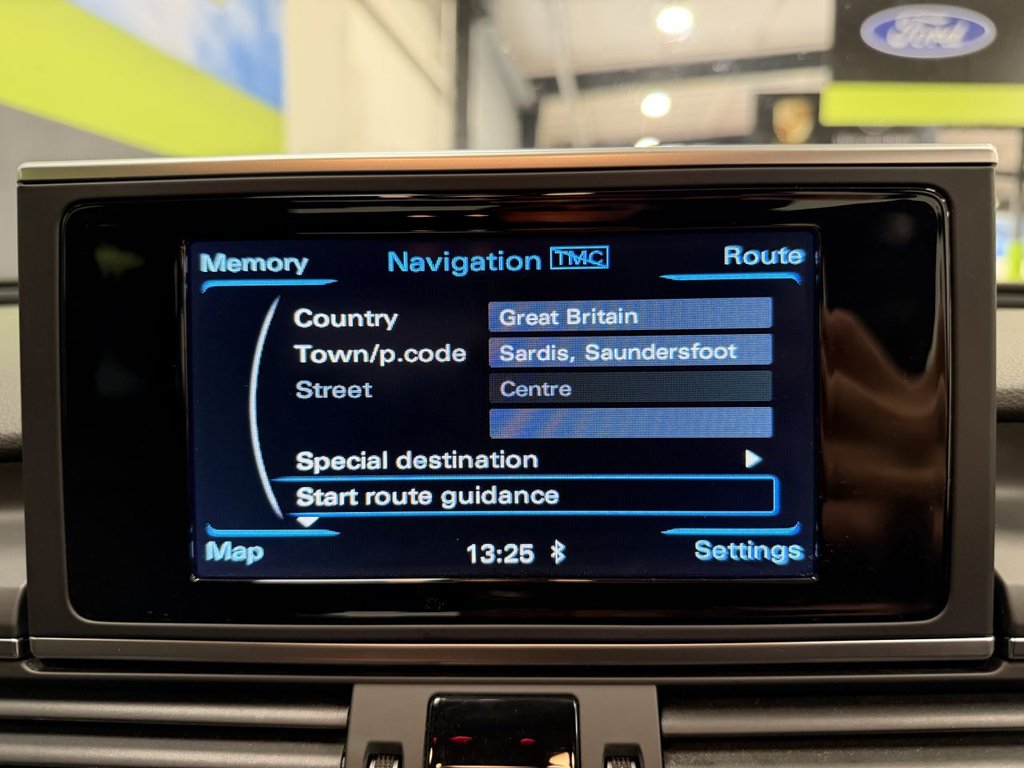 Ford
Memory
Navigation TMC
Route
Country Great Britain
Town/p.code Sardis, Saundersfoot
Street Centre
Special destination
Start route guidance
Map
13:25
Settings